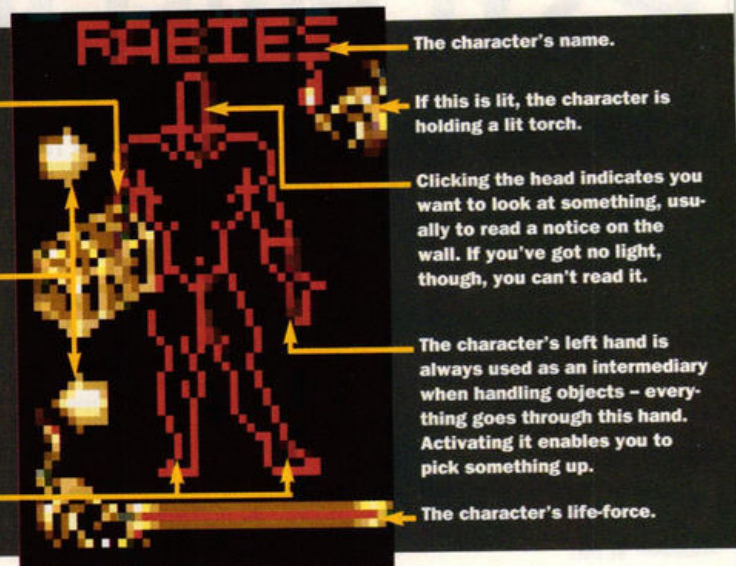 RABIES
The character's name.
If this is lit, the character is
holding a lit torch.
Clicking the head indicates you
want to look at something, usu-
ally to read a notice on the
wall. If you've got no light,
though, you can't read it.
The character's left hand is
always used as an intermediary
when handling objects – every-
thing goes through this hand.
Activating it enables you to
pick something up.
The character's life-force.